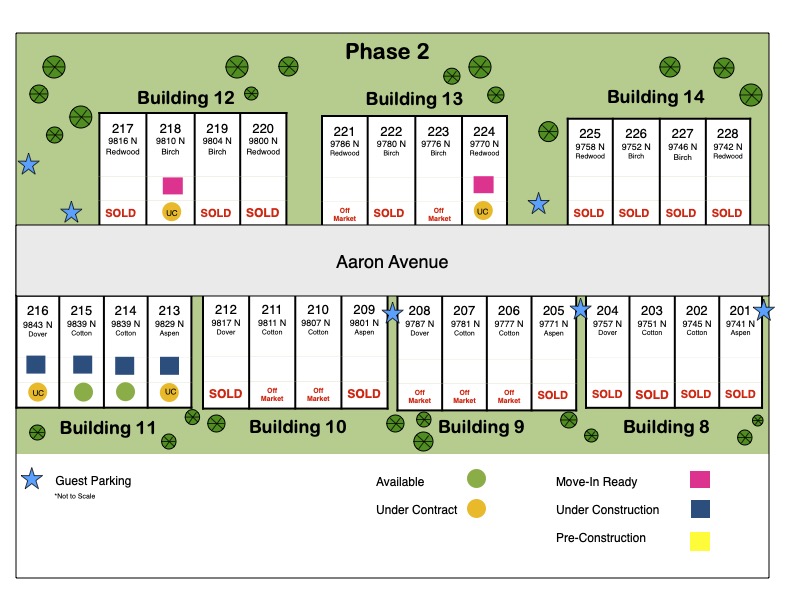 Phase 2
Building 12
Building 13
Building 14
217
9816 N
Redwood
SOLD
218
9810 N
Birch
UC
219
9804 N
Birch
SOLD
220
9800 N
Redwood
SOLD
221
9786 N
Redwood
Off
Market
222
9780 N
Birch
SOLD
223
9776 N
Birch
Off
Market
224
9770 N
Redwood
UC
225
9758 N
Redwood
SOLD
226
9752 N
Birch
SOLD
227
9746 N
Birch
SOLD
228
9742 N
Redwood
SOLD
Aaron Avenue
216
9843 N
Dover
UC
215
9839 N
Cotton
214
9839 N
Cotton
213
9829 N
Aspen
UC
212
9817 N
Dover
SOLD
211
9811 N
Cotton
Off
Market
210
9807 N
Cotton
Off
Market
209
9801 N
Aspen
SOLD
208
9787 N
Dover
Off
Market
207
9781 N
Cotton
Off
Market
206
9777 N
Cotton
Off
Market
205
9771 N
Aspen
SOLD
204
9757 N
Dover
SOLD
203
9751 N
Cotton
SOLD
202
9745 N
Cotton
SOLD
201
9741 N
Aspen
SOLD
Building 11
Building 10
Building 9
Building 8
Guest Parking
*Not to Scale
Available
Under Contract
Move-In Ready
Under Construction
Pre-Construction